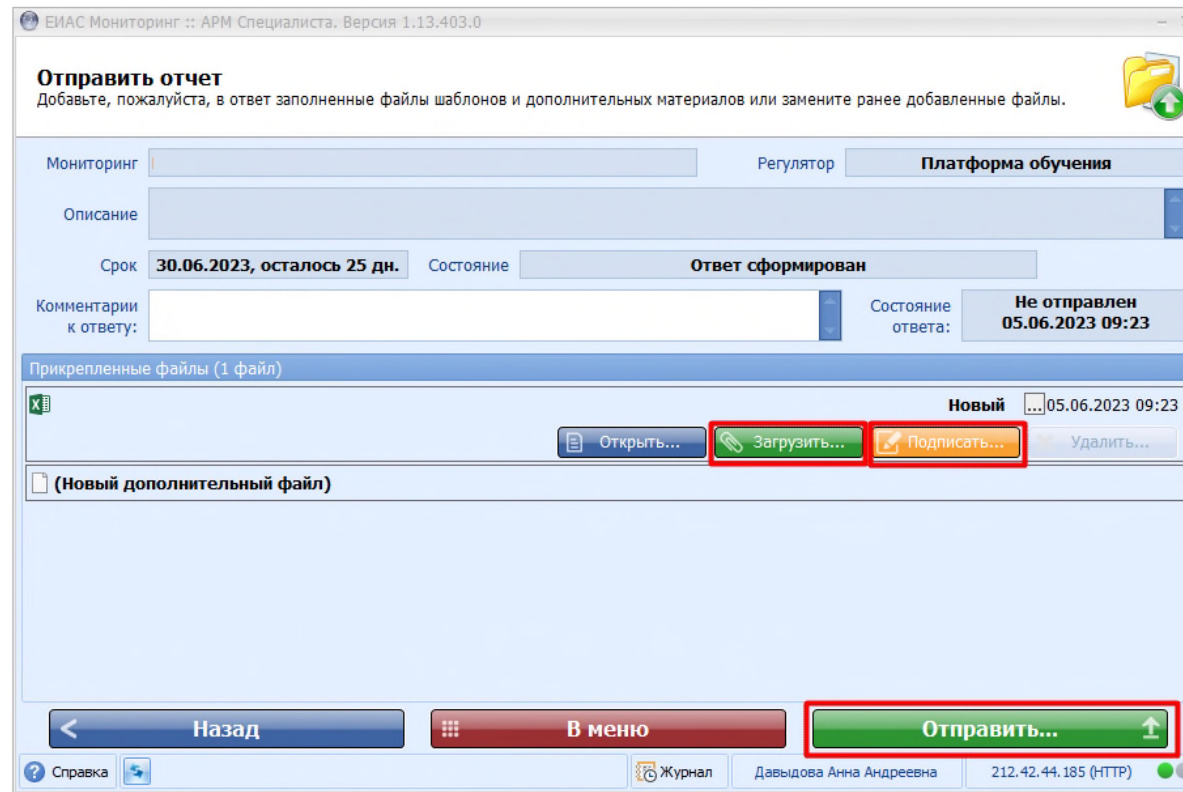 ЕИАС Мониторинг :: АРМ Специалиста. Версия 1.13.403.0
Отправить отчет
Добавьте, пожалуйста, в ответ заполненные файлы шаблонов и дополнительных материалов или замените ранее добавленные файлы.
Мониторинг
Регулятор
Платформа обучения
Описание
Срок 30.06.2023, осталось 25 дн. Состояние Ответ сформирован
Комментарии
к ответу:
Состояние
ответа:
Не отправлен
05.06.2023 09:23
Прикрепленные файлы (1 файл)
Новый ... 05.06.2023 09:23
Открыть... Загрузить... Подписать... Удалить...
(Новый дополнительный файл)
Назад В меню Отправить...
Справка Журнал Давыдова Анна Андреевна 212.42.44.185 (HTTP)